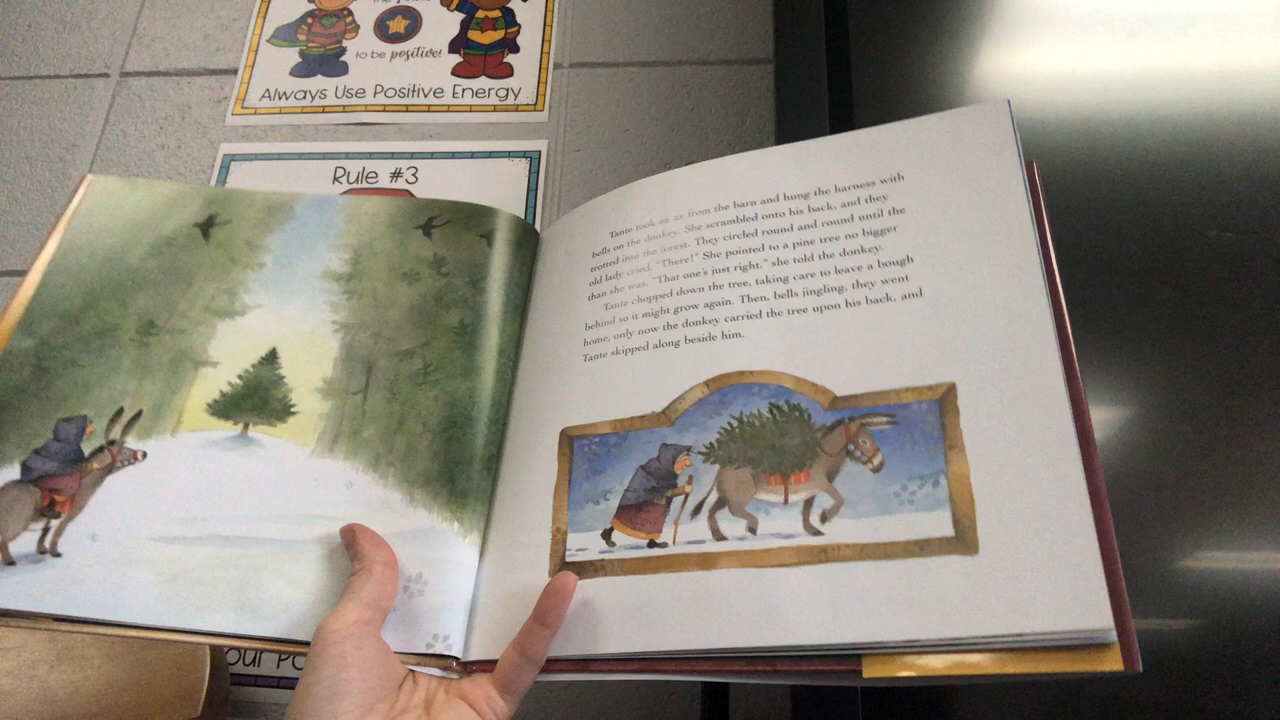 to be positive!
Always Use Positive Energy
Rule #3
Tante took an ax from the barn and hung the harness with
bells on the donkey. She scrambled onto his back, and they
trotted into the forest. They circled round and round until the
old lady cried, "There!" She pointed to a pine tree no bigger
than she was. "That one's just right," she told the donkey.
Tante chopped down the tree, taking care to leave a bough
behind so it might grow again. Then, bells jingling, they went
home, only now the donkey carried the tree upon his back, and
Tante skipped along beside him.